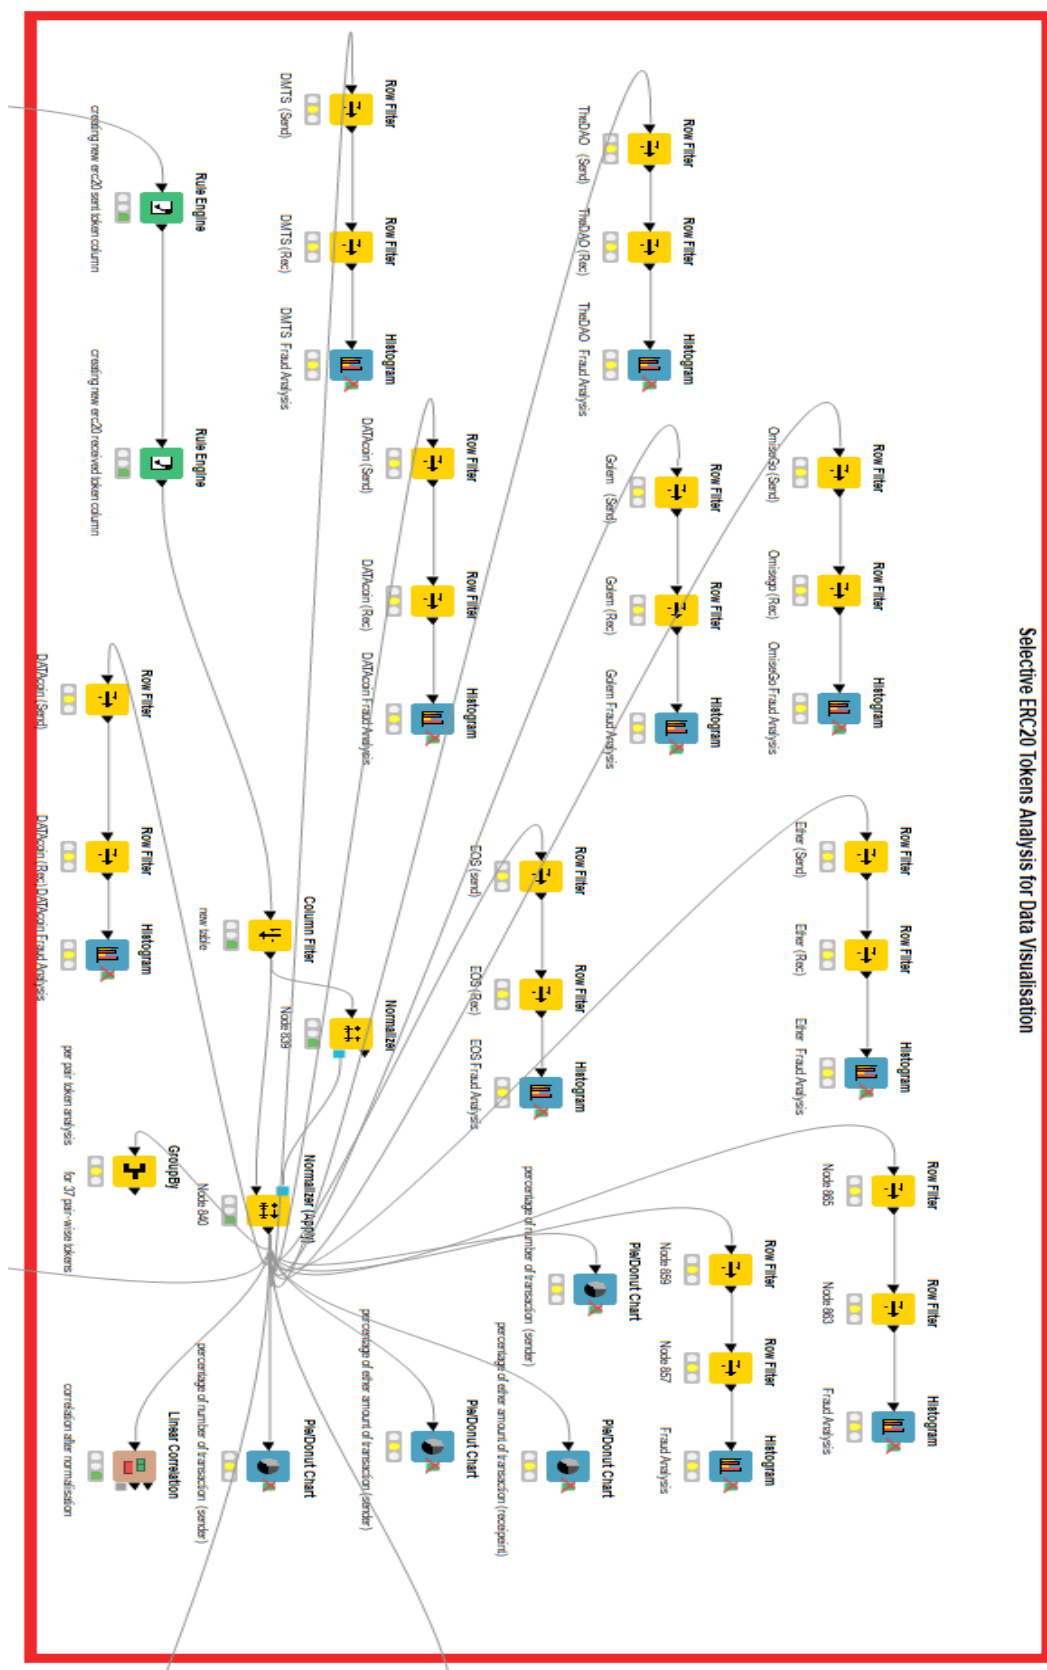 Selective ERC20 Tokens Analysis for Data Visualisation
Row Filter
TheDAO (Send)
Row Filter
TheDAO (Rec)
Histogram
TheDAO Fraud Analysis
Row Filter
OmiseGo (Send)
Row Filter
Omisego (Rec)
Histogram
OmiseGo Fraud Analysis
Row Filter
Ether (Send)
Row Filter
Ether (Rec)
Histogram
Ether Fraud Analysis
Row Filter
Node 865
Row Filter
Node 863
Histogram
Fraud Analysis
Row Filter
Golem (Send)
Row Filter
Golem (Rec)
Histogram
Golem Fraud Analysis
Row Filter
Node 859
Row Filter
Node 857
Histogram
Fraud Analysis
Row Filter
DMTS (Send)
Row Filter
DMTS (Rec)
Histogram
DMTS Fraud Analysis
Row Filter
DATAcoin (Send)
Row Filter
DATAcoin (Rec)
Histogram
DATAcoin Fraud Analysis
Row Filter
EOS (send)
Row Filter
EOS (Rec)
Histogram
EOS Fraud Analysis
Pie/Donut Chart
percentage of number of transaction (sender)
Pie/Donut Chart
percentage of ether amount of transaction (receipeint)
Pie/Donut Chart
percentage of ether amount of transaction (sender)
Rule Engine
creating new erc20 sent token column
Rule Engine
creating new erc20 received token column
Column Filter
new table
Normalizer
Node 839
Normalizer (Apply)
Node 840
Pie/Donut Chart
percentage of number of transaction (sender)
Row Filter
DATAcoin (Send)
Row Filter
DATAcoin (Rec)
Histogram
DATAcoin Fraud Analysis
GroupBy
per pair token analysis for 37 pair-wise tokens
Linear Correlation
correlation after normalisation